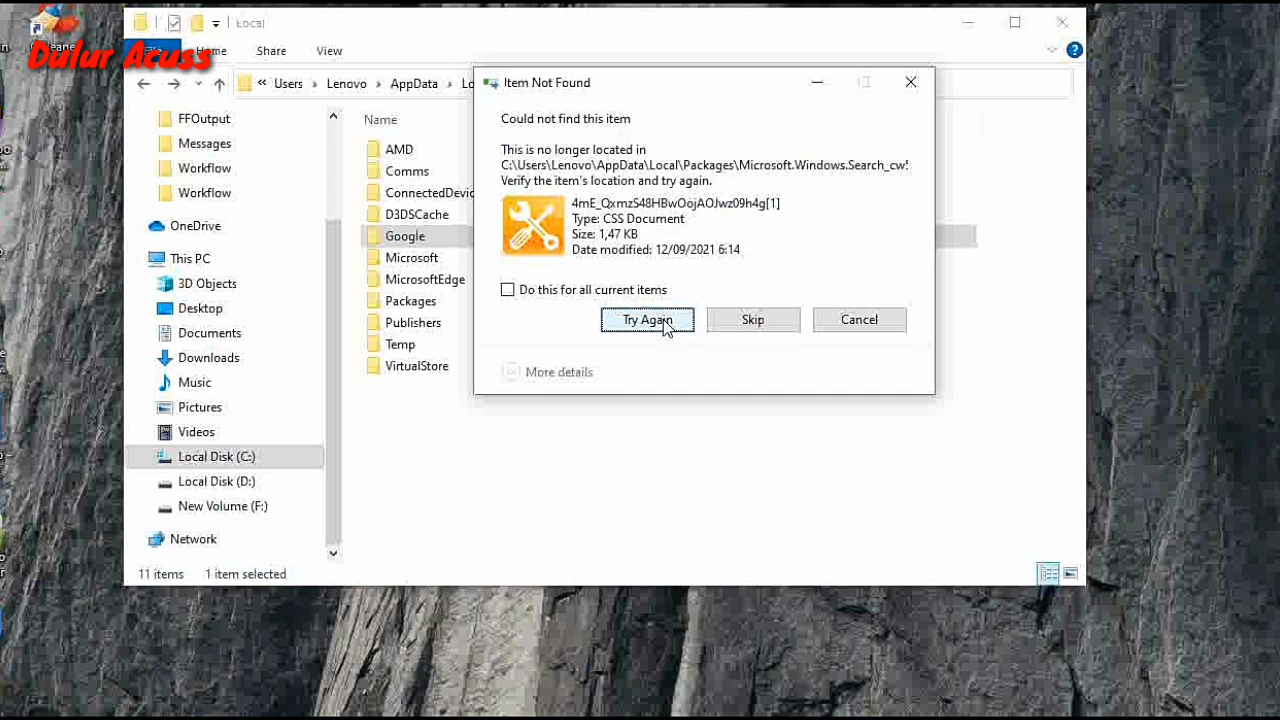 Local
Dulur Acuss
Home
Share
View
Users
Lenovo
AppData
Item Not Found
Could not find this item
This is no longer located in
C:\Users\Lenovo\AppData\Local\Packages\Microsoft.Windows.Search_cw!
Verify the item's location and try again.
4mE_QxmzS48HBwOojAOJwz09h4g[1]
Type: CSS Document
Size: 1,47 KB
Date modified: 12/09/2021 6:14
Do this for all current items
Try Again
Skip
Cancel
More details
FFOutput
Messages
Workflow
Workflow
OneDrive
This PC
3D Objects
Desktop
Documents
Downloads
Music
Pictures
Videos
Local Disk (C:)
Local Disk (D:)
New Volume (F:)
Network
Name
AMD
Comms
ConnectedDevic
D3DSCache
Google
Microsoft
MicrosoftEdge
Packages
Publishers
Temp
VirtualStore
11 items
1 item selected